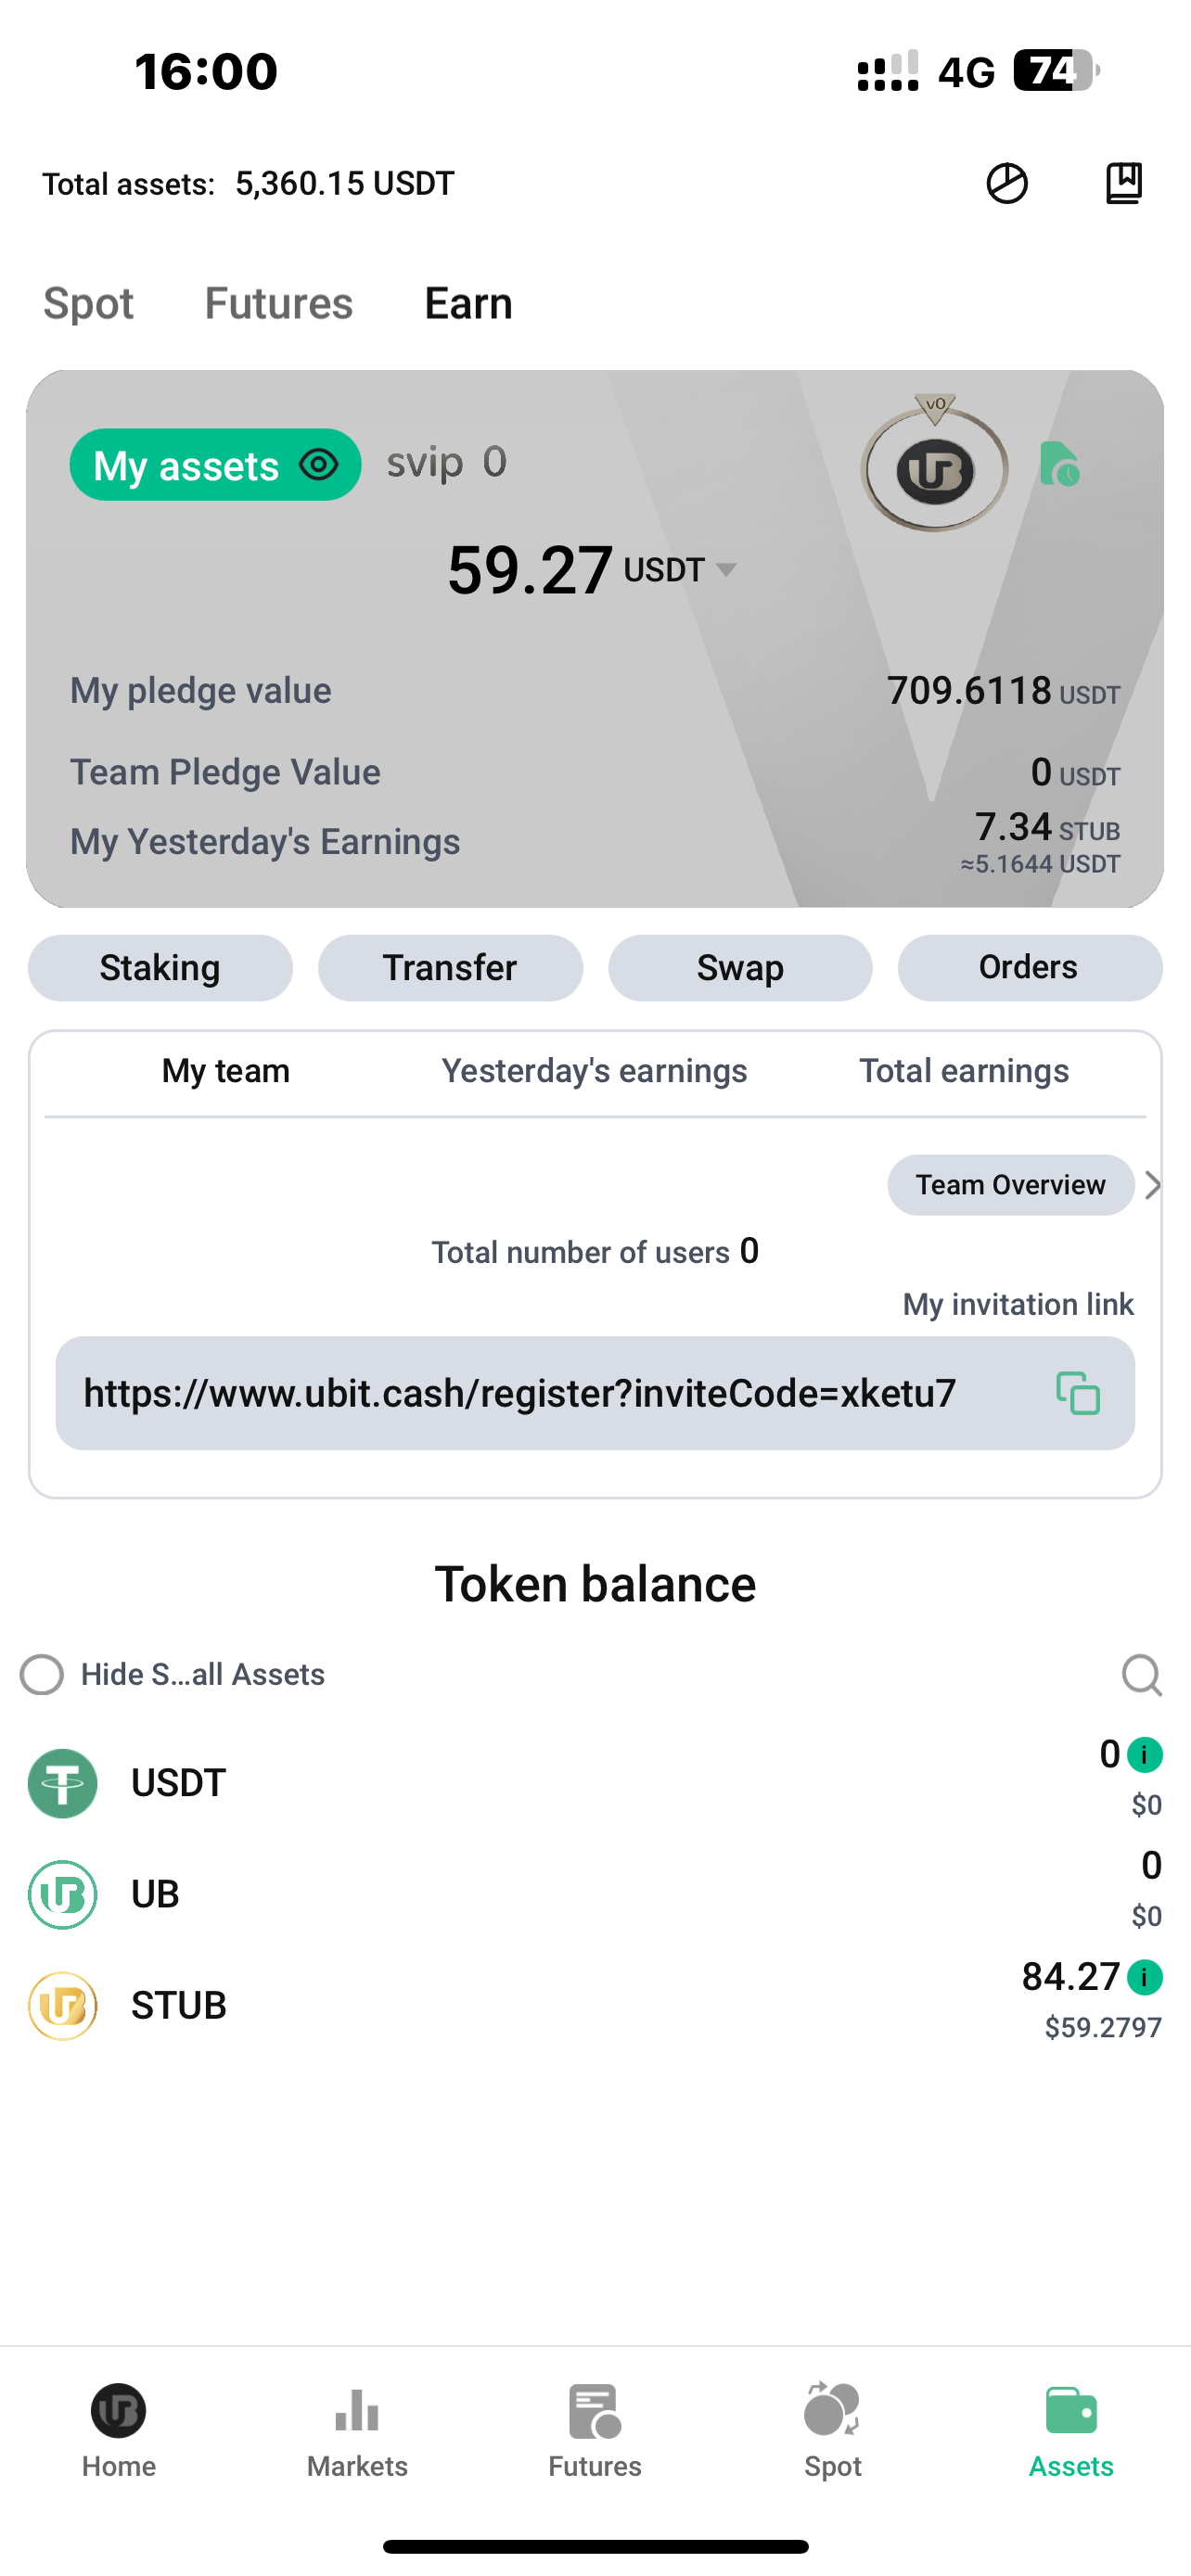 16:00
4G 74
Total assets: 5,360.15 USDT
Spot Futures Earn
My assets svip 0
V0
UB
59.27 USDT
My pledge value 709.6118 USDT
Team Pledge Value 0 USDT
My Yesterday's Earnings 7.34 STUB
≈5.1644 USDT
Staking Transfer Swap Orders
My team Yesterday's earnings Total earnings
Team Overview
Total number of users 0
My invitation link
https://www.ubit.cash/register?inviteCode=xketu7
Token balance
Hide S...all Assets
USDT 0
$0
UB 0
$0
STUB 84.27
$59.2797
Home Markets Futures Spot Assets